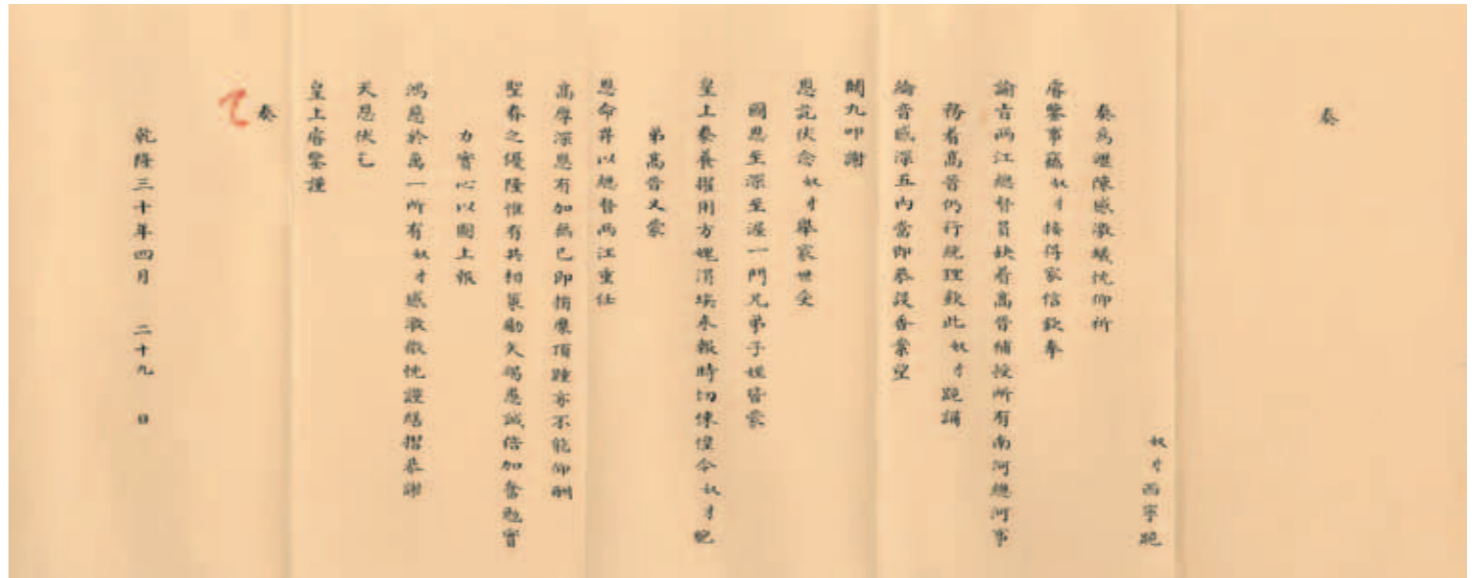 奏
奴才西寧跪
奏為瀝陳感激蟻忱仰祈
睿鑒事竊奴才接得家信欽奉
諭旨兩江總督員缺着高晉補授所有南河總河事
務着高晉仍行統理欽此奴才跪誦
綸音感深五內當即恭設香案望
闕九叩謝
恩訖伏念奴才舉家世受
國恩至深至渥一門兄弟子姪皆蒙
皇上豢養擢用方愧涓埃未報時切悚惶今奴才胞
弟高晉又蒙
恩命畀以總督兩江重任
高厚深恩有加無已即捐糜頂踵亦不能仰酬
聖眷之優隆惟有共相策勵矢竭悃誠倍加奮勉實
力實心以圖上報
鴻慈於萬一所有奴才感激微忱謹繕摺恭謝
天恩伏乞
皇上睿鑒謹
奏
乾隆三十年四月 二十九 日